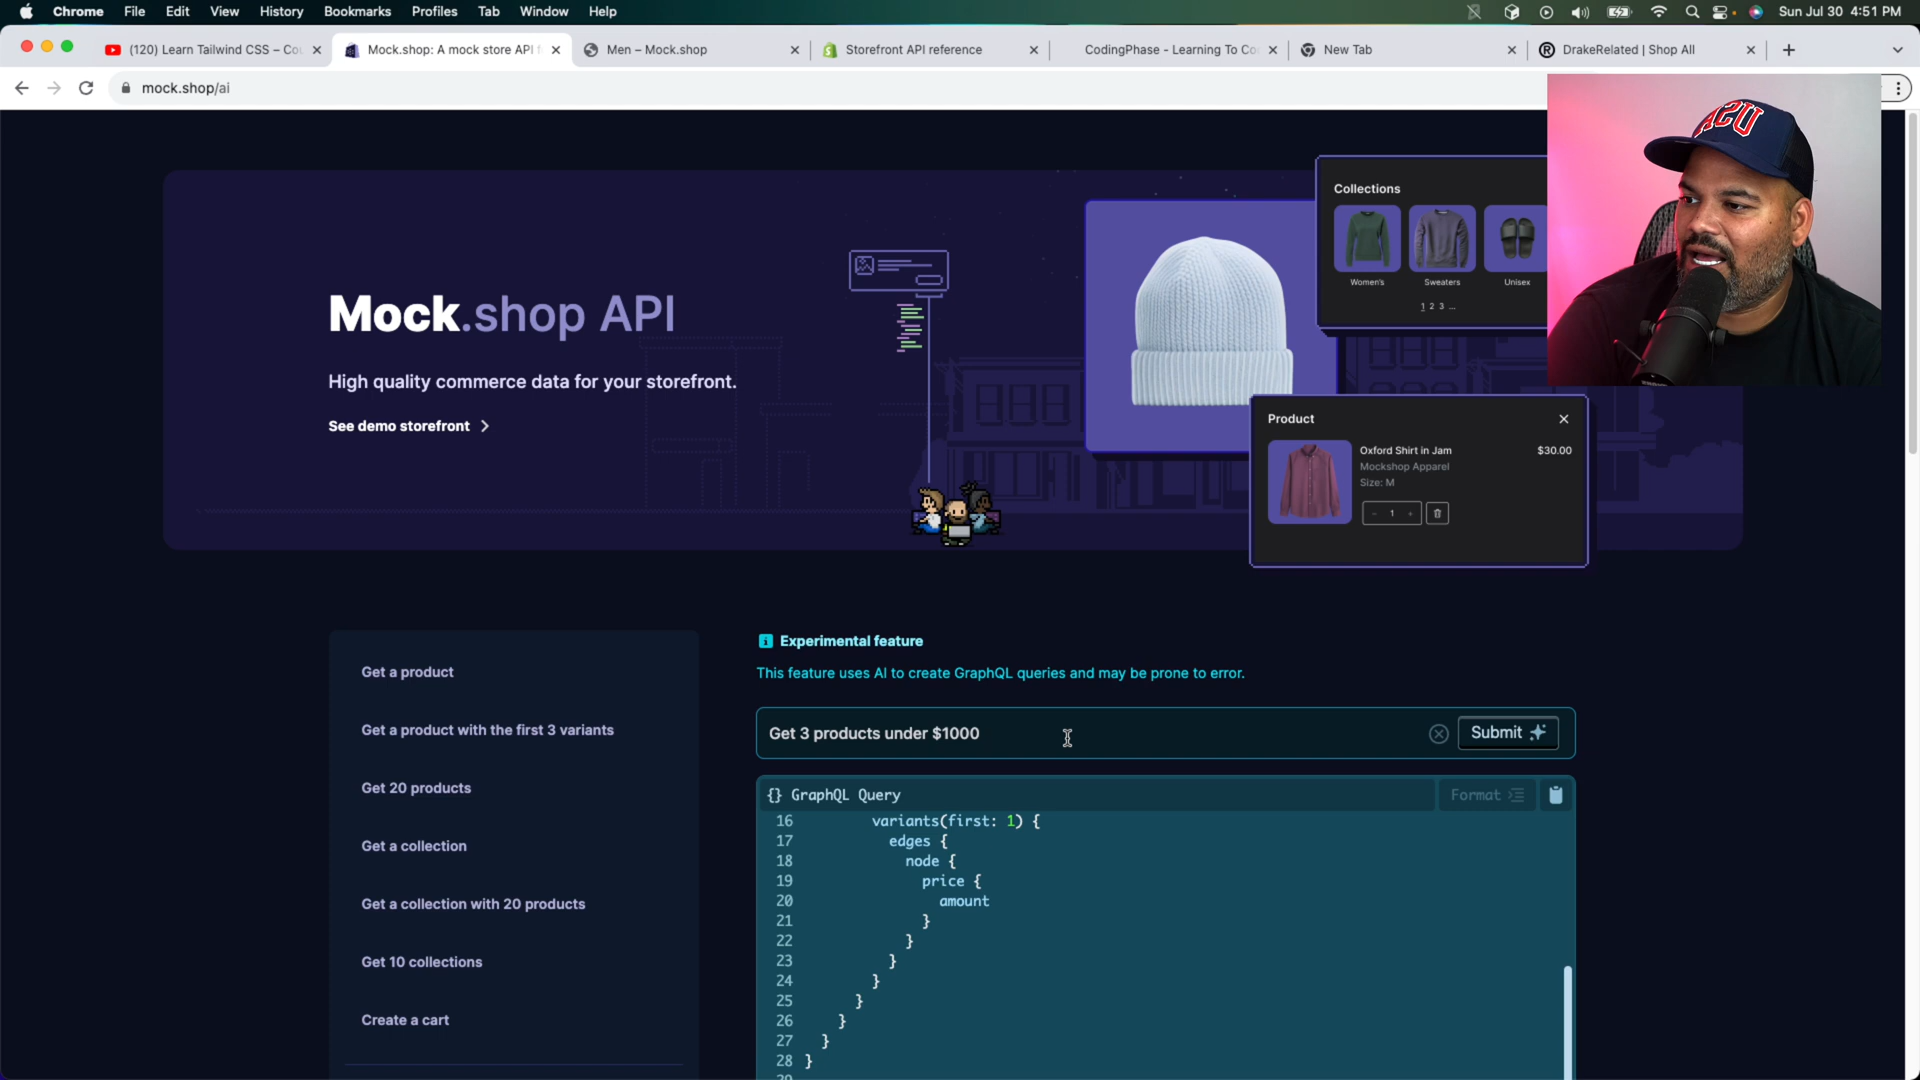 Chrome File Edit View History Bookmarks Profiles Tab Window Help Sun Jul 30 4:51 PM
(120) Learn Tailwind CSS – Cou
Mock.shop: A mock store API f
Men – Mock.shop
Storefront API reference
CodingPhase - Learning To Co
New Tab
DrakeRelated | Shop All
mock.shop/ai
Mock.shop API
High quality commerce data for your storefront.
See demo storefront
Collections
Women's Sweaters Unisex
1 2 3 ...
Product
Oxford Shirt in Jam $30.00
Mockshop Apparel
Size: M
- 1 +
Get a product
Get a product with the first 3 variants
Get 20 products
Get a collection
Get a collection with 20 products
Get 10 collections
Create a cart
Experimental feature
This feature uses AI to create GraphQL queries and may be prone to error.
Get 3 products under $1000
Submit
{} GraphQL Query
Format
16 variants(first: 1) {
17 edges {
18 node {
19 price {
20 amount
21 }
22 }
23 }
24 }
25 }
26 }
27 }
28 }